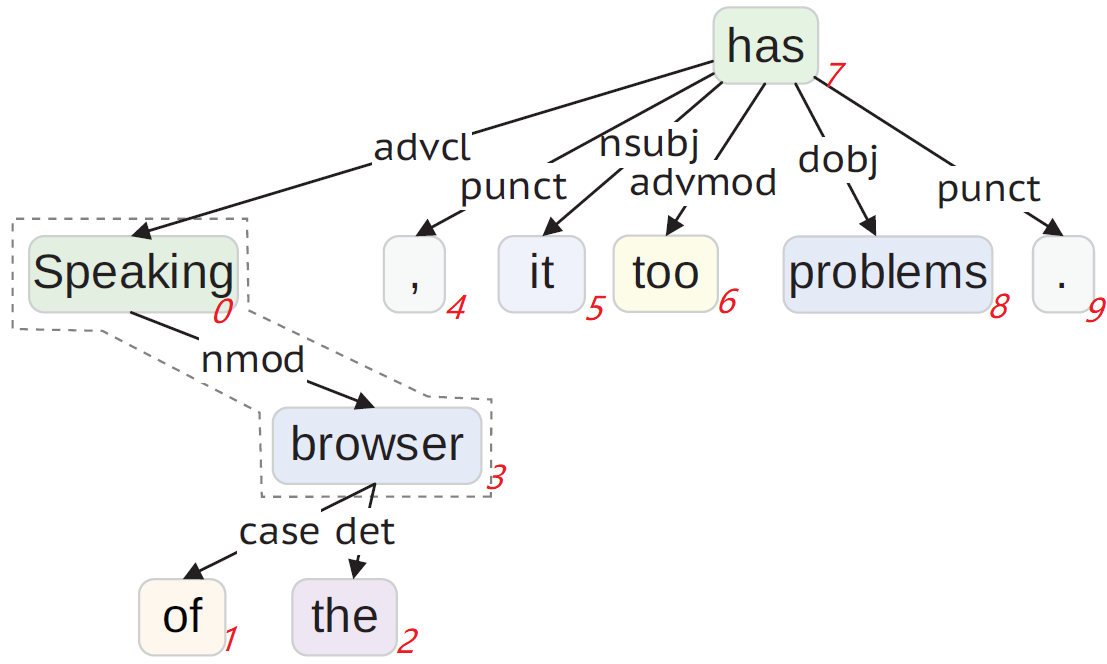 has
7
advcl
nsubj
dobj
punct
advmod
punct
Speaking
0
,
4
it
5
too
6
problems
8
.
9
nmod
browser
3
case det
of
1
the
2